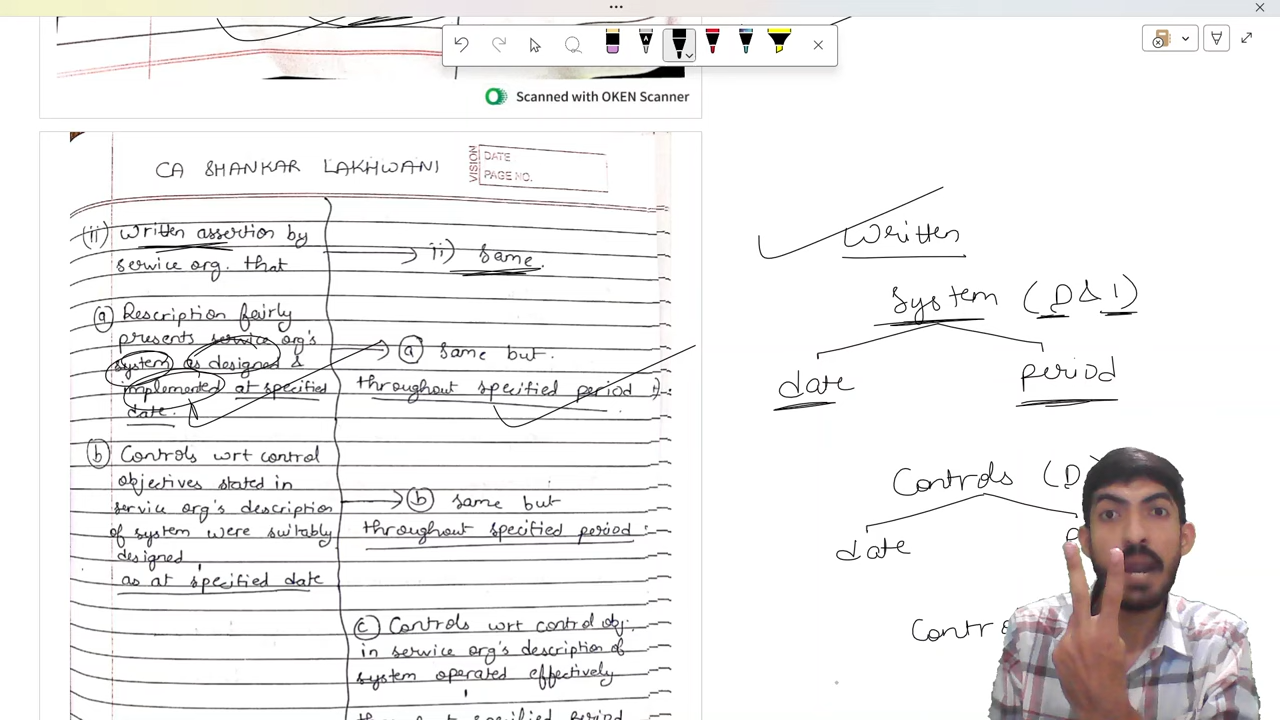 Scanned with OKEN Scanner
CA SHANKAR LAKHWANI
VISION
DATE
PAGE NO.
(ii) Written assertion by
service org. that
ii) Same.
(a) Description fairly
presents service org's
system as designed &
implemented at specified
date.
(a) Same but
throughout specified period
(b) Controls wrt control
objectives stated in
service org's description
of system were suitably
designed
as at specified date
(b) same but
throughout specified period
(c) Controls wrt control obj.
in service org's description of
system operated effectively
specified period
Written
System (D & I)
date
period
Controls (D
date
P
Contro